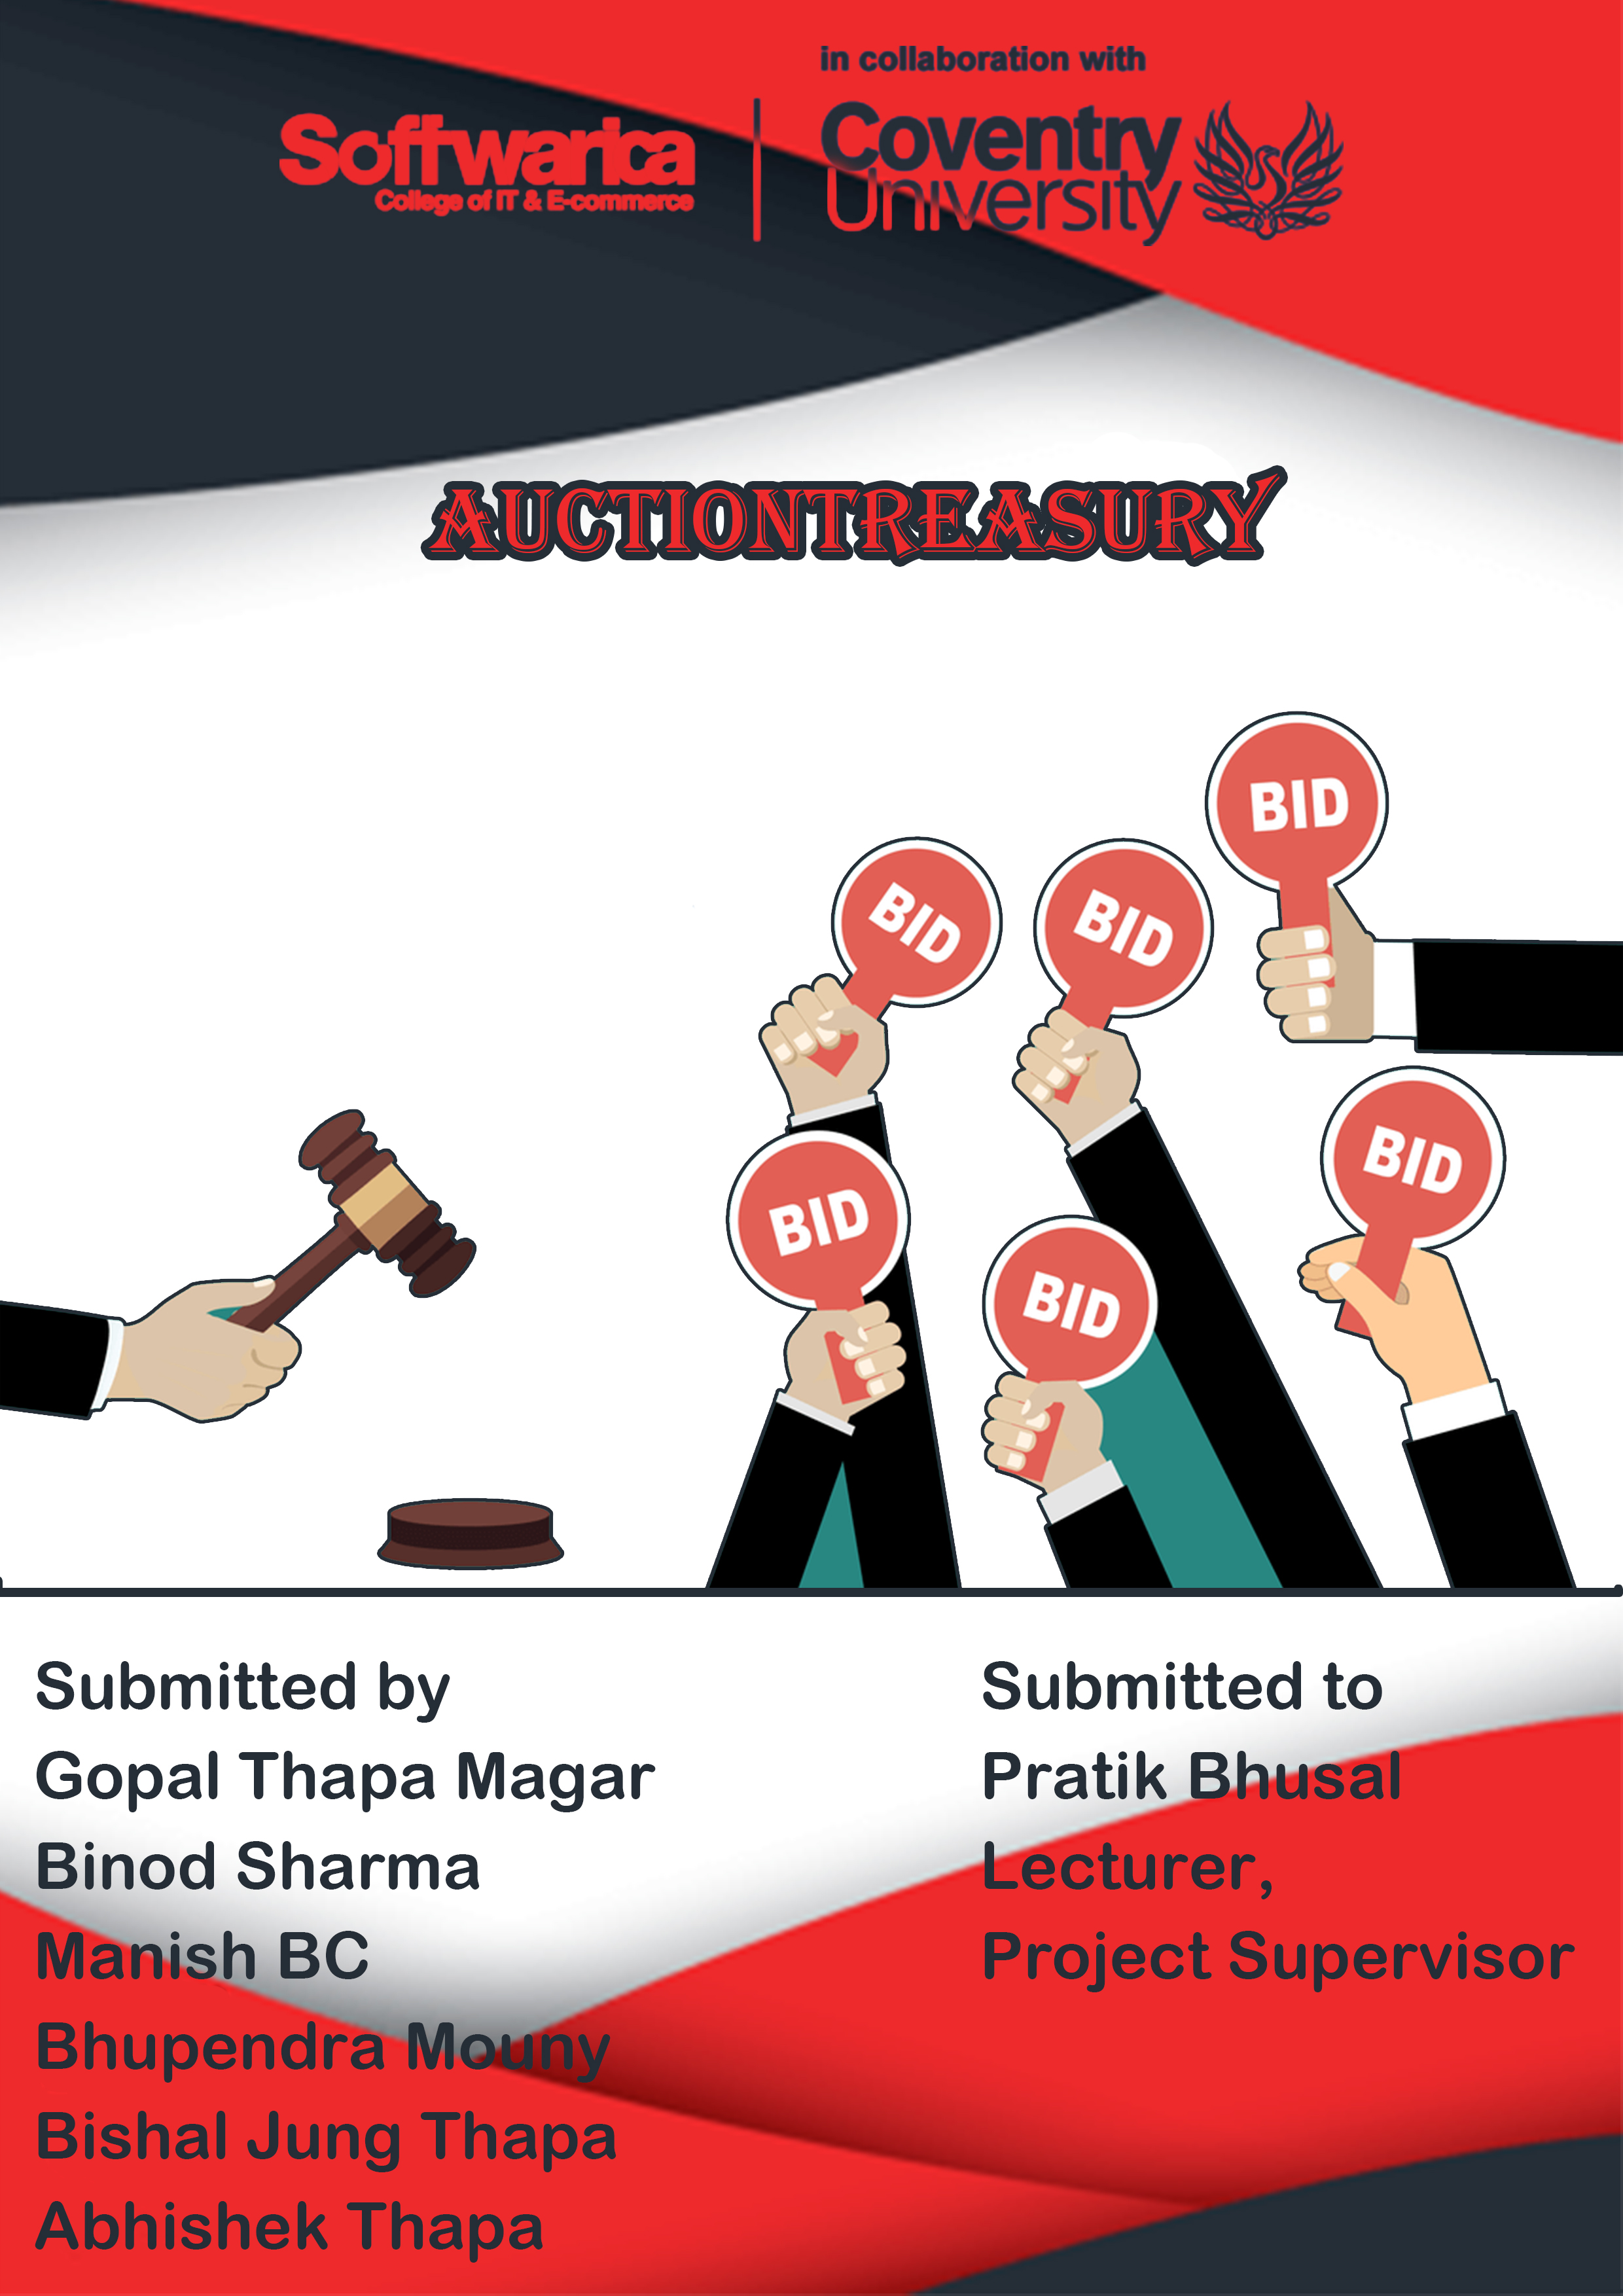 in collaboration with
Softwarica
College of IT & E-commerce
Coventry
University
AUCTIONTREASURY
BID
BID
BID
BID
BID
BID
Submitted by
Gopal Thapa Magar
Binod Sharma
Manish BC
Bhupendra Mouny
Bishal Jung Thapa
Abhishek Thapa
Submitted to
Pratik Bhusal
Lecturer,
Project Supervisor